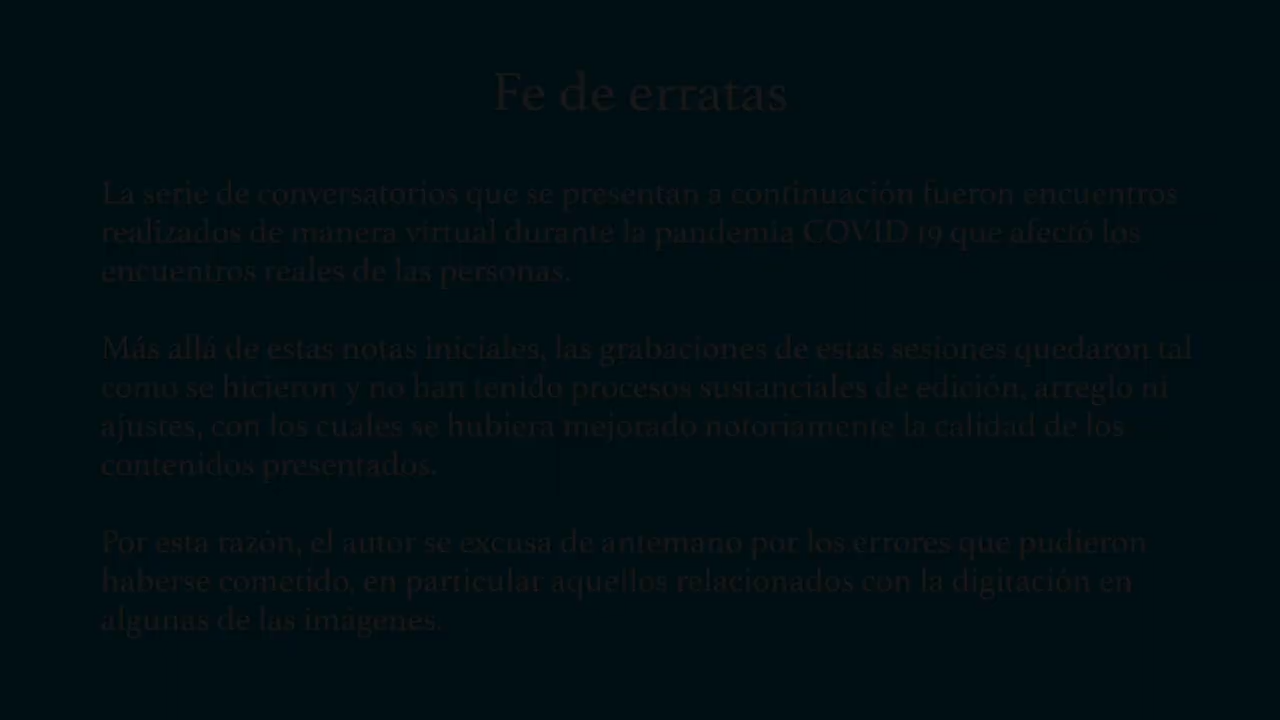 Fe de erratas
La serie de conversatorios que se presentan a continuación fueron encuentros
realizados de manera virtual durante la pandemia COVID 19 que afectó los
encuentros reales de las personas.
Más allá de estas notas iniciales, las grabaciones de estas sesiones quedaron tal
como se hicieron y no han tenido procesos sustanciales de edición, arreglo ni
ajustes, con los cuales se hubiera mejorado notoriamente la calidad de los
contenidos presentados.
Por esta razón, el autor se excusa de antemano por los errores que pudieron
haberse cometido, en particular aquellos relacionados con la digitación en
algunas de las imágenes.